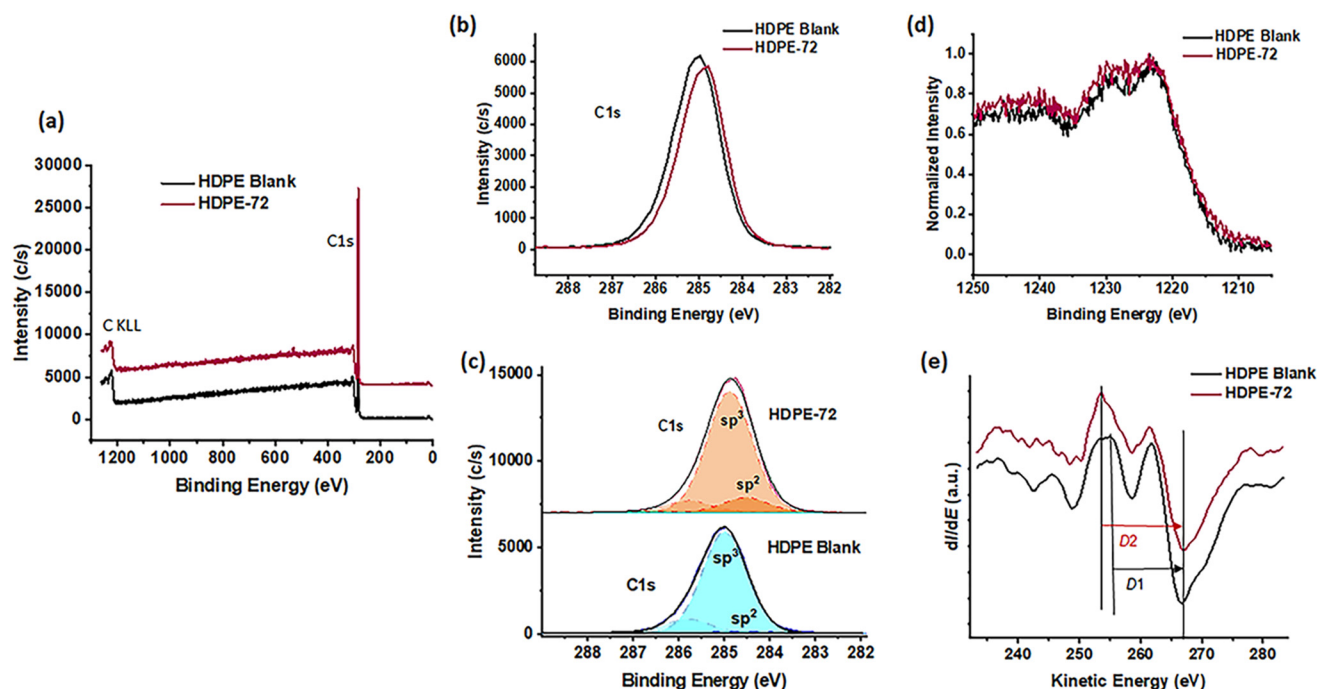 (a)
30000
25000
20000
15000
10000
5000
0
Intensity (c/s)
HDPE Blank
HDPE-72
C KLL
C1s
1200 1000 800 600 400 200 0
Binding Energy (eV)
(b)
7000
6000
5000
4000
3000
2000
1000
0
Intensity (c/s)
HDPE Blank
HDPE-72
C1s
288 287 286 285 284 283 282
Binding Energy (eV)
(c)
15000
10000
5000
0
Intensity (c/s)
C1s
sp3
HDPE-72
sp2
HDPE Blank
sp3
C1s
sp2
288 287 286 285 284 283 282
Binding Energy (eV)
(d)
HDPE Blank
HDPE-72
1.0
0.8
0.6
0.4
0.2
0.0
Normalized Intensity
1250 1240 1230 1220 1210
Binding Energy (eV)
(e)
HDPE Blank
HDPE-72
dI/dE (a.u.)
D2
D1
240 250 260 270 280
Kinetic Energy (eV)